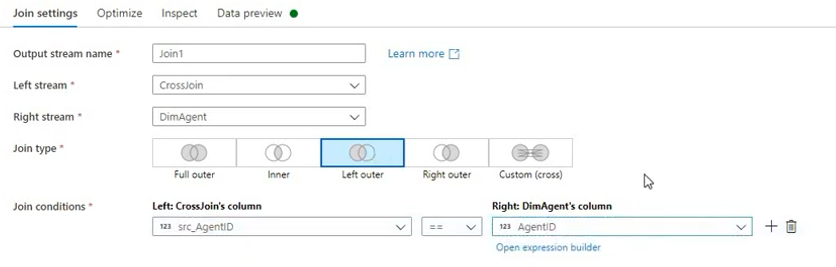 Join settings Optimize Inspect Data preview
Output stream name * Join1 Learn more
Left stream * CrossJoin
Right stream * DimAgent
Join type *
Full outer Inner Left outer Right outer Custom (cross)
Join conditions * Left: CrossJoin's column Right: DimAgent's column
123 src_AgentID == 123 AgentID
Open expression builder